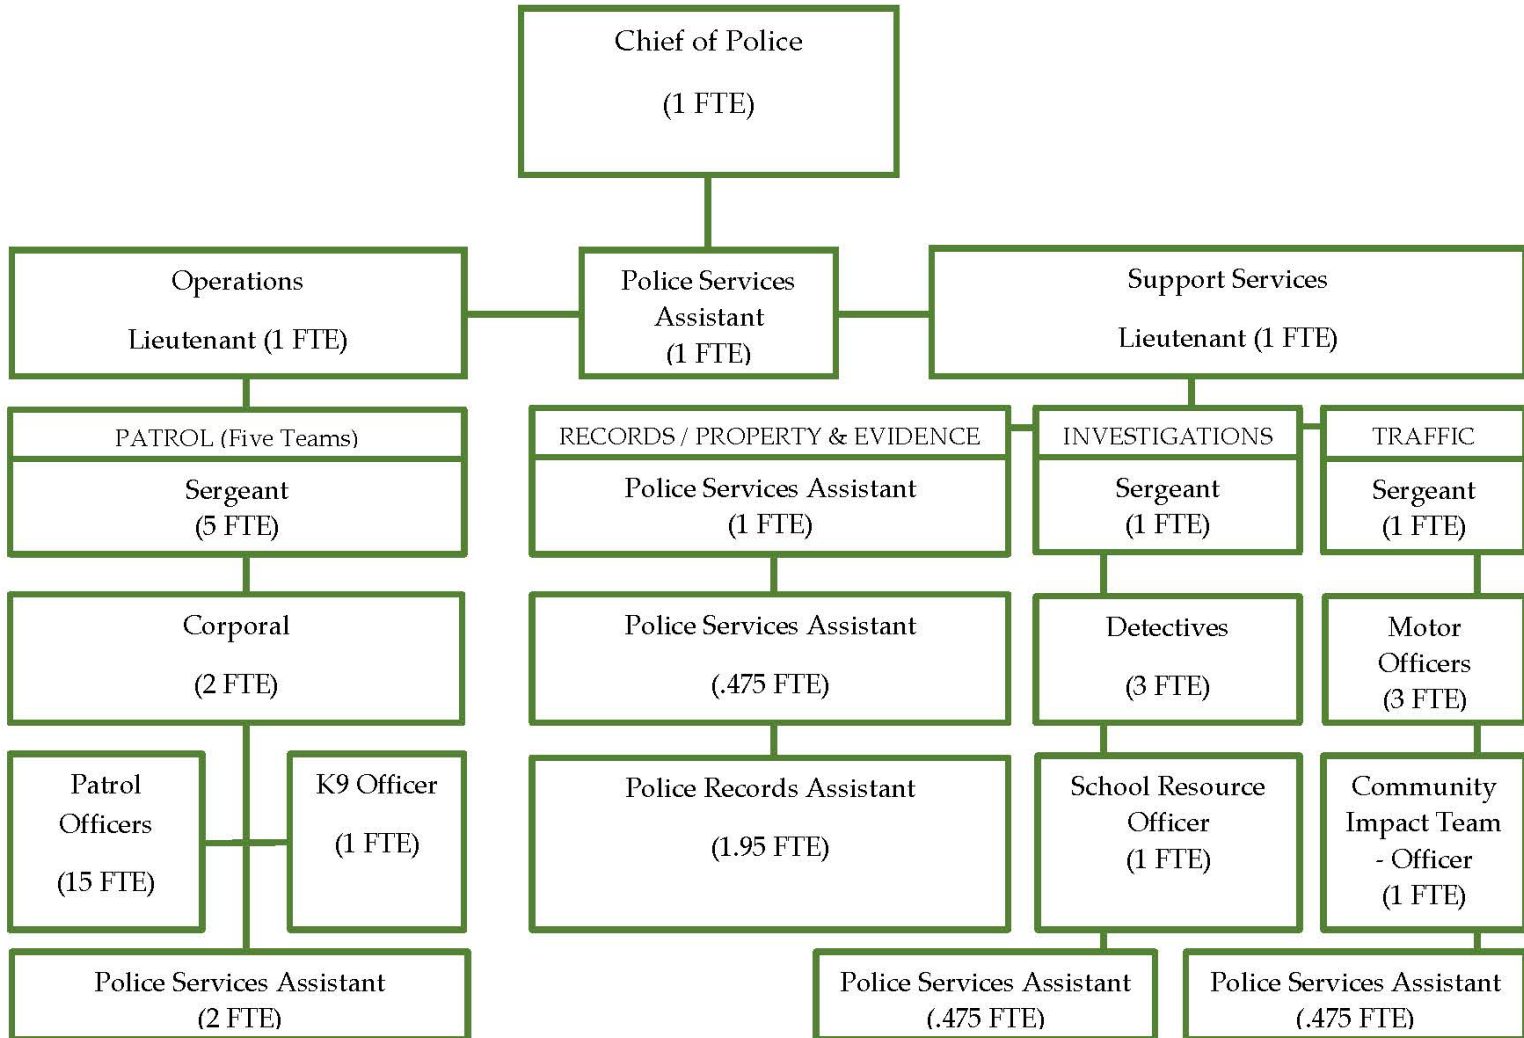 Chief of Police
(1 FTE)
Operations
Lieutenant (1 FTE)
Police Services
Assistant
(1 FTE)
Support Services
Lieutenant (1 FTE)
PATROL (Five Teams)
Sergeant
(5 FTE)
RECORDS / PROPERTY & EVIDENCE
Police Services Assistant
(1 FTE)
INVESTIGATIONS
Sergeant
(1 FTE)
TRAFFIC
Sergeant
(1 FTE)
Corporal
(2 FTE)
Police Services Assistant
(.475 FTE)
Detectives
(3 FTE)
Motor
Officers
(3 FTE)
Patrol
Officers
(15 FTE)
K9 Officer
(1 FTE)
Police Records Assistant
(1.95 FTE)
School Resource
Officer
(1 FTE)
Community
Impact Team
- Officer
(1 FTE)
Police Services Assistant
(2 FTE)
Police Services Assistant
(.475 FTE)
Police Services Assistant
(.475 FTE)